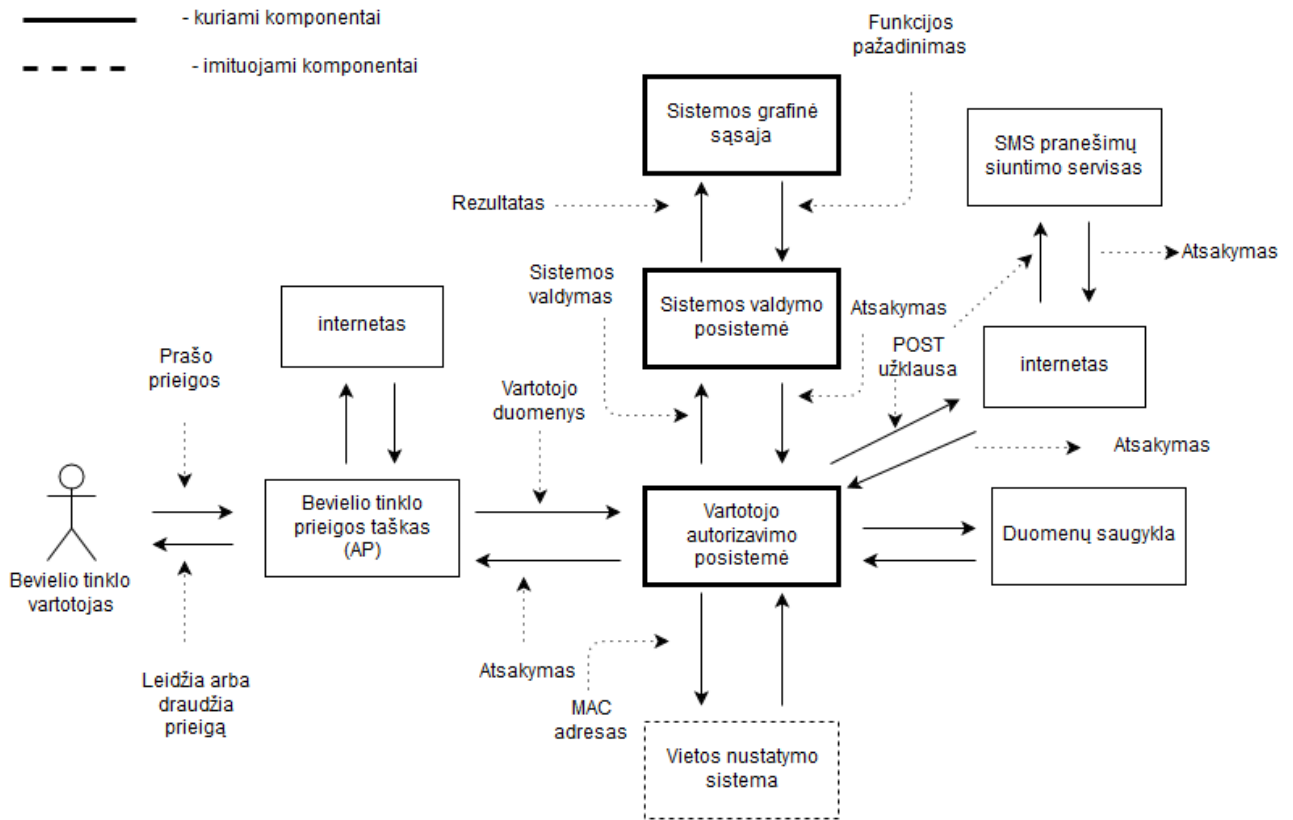 - kuriami komponentai
- imituojami komponentai
Funkcijos
pažadinimas
Sistemos grafinė
sąsaja
SMS pranešimų
siuntimo servisas
Rezultatas
Atsakymas
Sistemos
valdymas
Sistemos valdymo
posistemė
Atsakymas
POST
užklausa
internetas
internetas
Prašo
prieigos
Vartotojo
duomenys
Atsakymas
Bevielio tinklo
prieigos taškas
(AP)
Vartotojo
autorizavimo
posistemė
Duomenų saugykla
Bevielio tinklo
vartotojas
Leidžia arba
draudžia
prieigą
Atsakymas
MAC
adresas
Vietos nustatymo
sistema